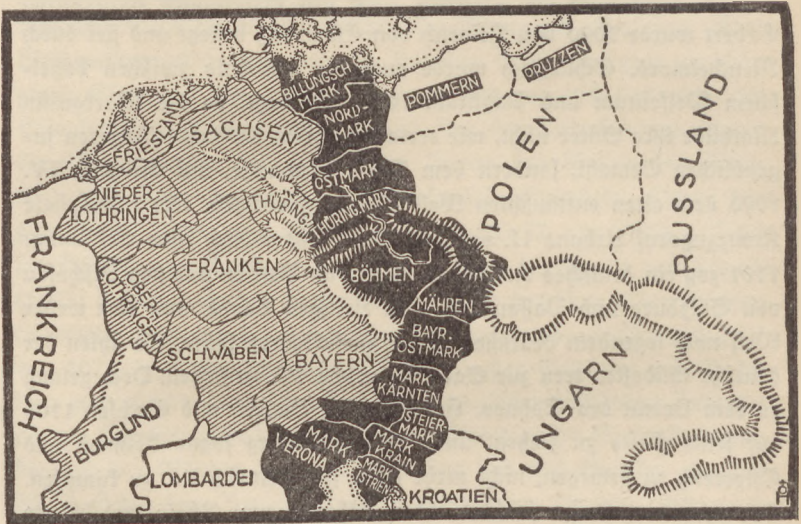 BILLUNGSCH
MARK
NORD-
MARK
POMMERN
PRUZZEN
FRIESLAND
SACHSEN
OSTMARK
NIEDER-
LOTHRINGEN
THÜRING.
THÜRING.MARK
POLEN
RUSSLAND
FRANKREICH
OBER
LOTHRINGEN
FRANKEN
BÖHMEN
MÄHREN
SCHWABEN
BAYERN
BAYR.
OSTMARK
MARK
KÄRNTEN
UNGARN
BURGUND
STEIER-
MARK
MARK
VERONA
MARK
KRAIN
LOMBARDEI
MARK
ISTRIEN
KROATIEN